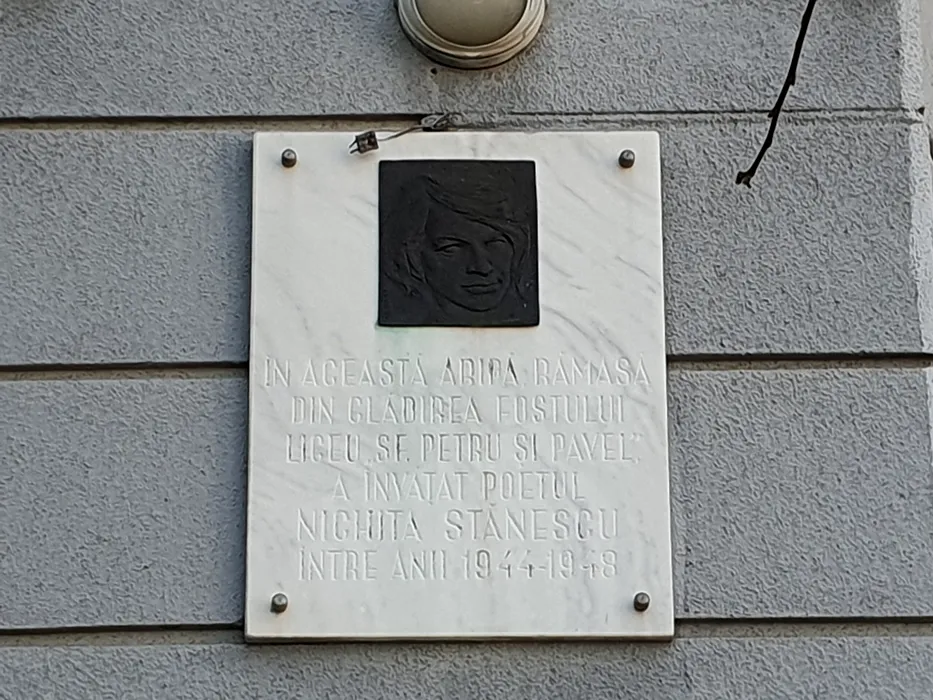 ÎN ACEASTĂ ARIPĂ, RĂMASĂ
DIN CLĂDIREA FOSTULUI
LICEU „SF. PETRU ȘI PAVEL”,
A ÎNVĂȚAT POETUL
NICHITA STĂNESCU
ÎNTRE ANII 1944-1948